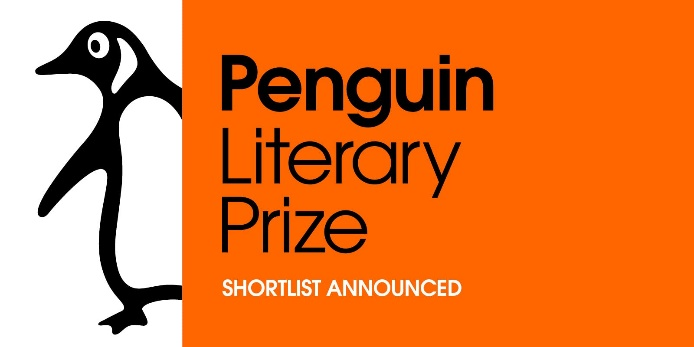 Penguin
Literary
Prize
SHORTLIST ANNOUNCED